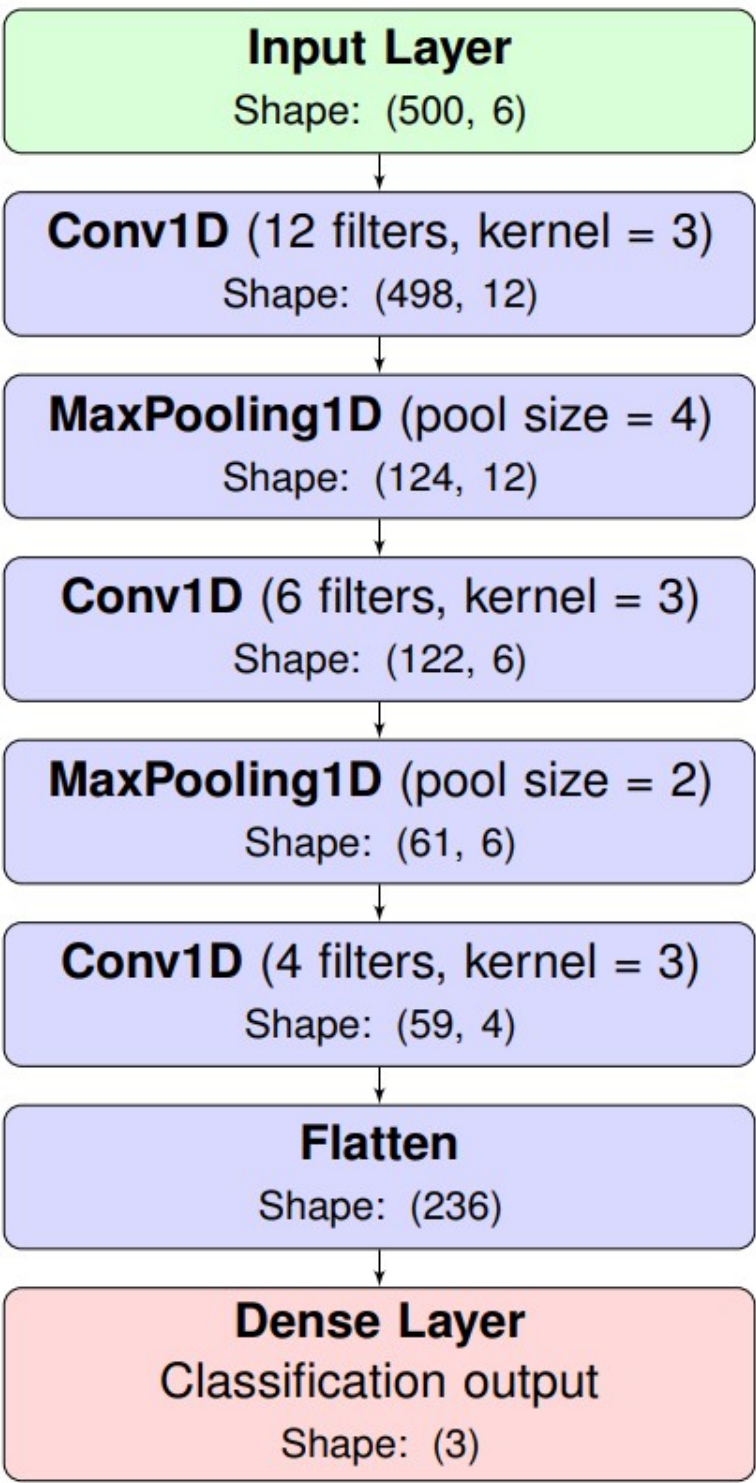 Input Layer
Shape: (500, 6)
Conv1D (12 filters, kernel = 3)
Shape: (498, 12)
MaxPooling1D (pool size = 4)
Shape: (124, 12)
Conv1D (6 filters, kernel = 3)
Shape: (122, 6)
MaxPooling1D (pool size = 2)
Shape: (61, 6)
Conv1D (4 filters, kernel = 3)
Shape: (59, 4)
Flatten
Shape: (236)
Dense Layer
Classification output
Shape: (3)